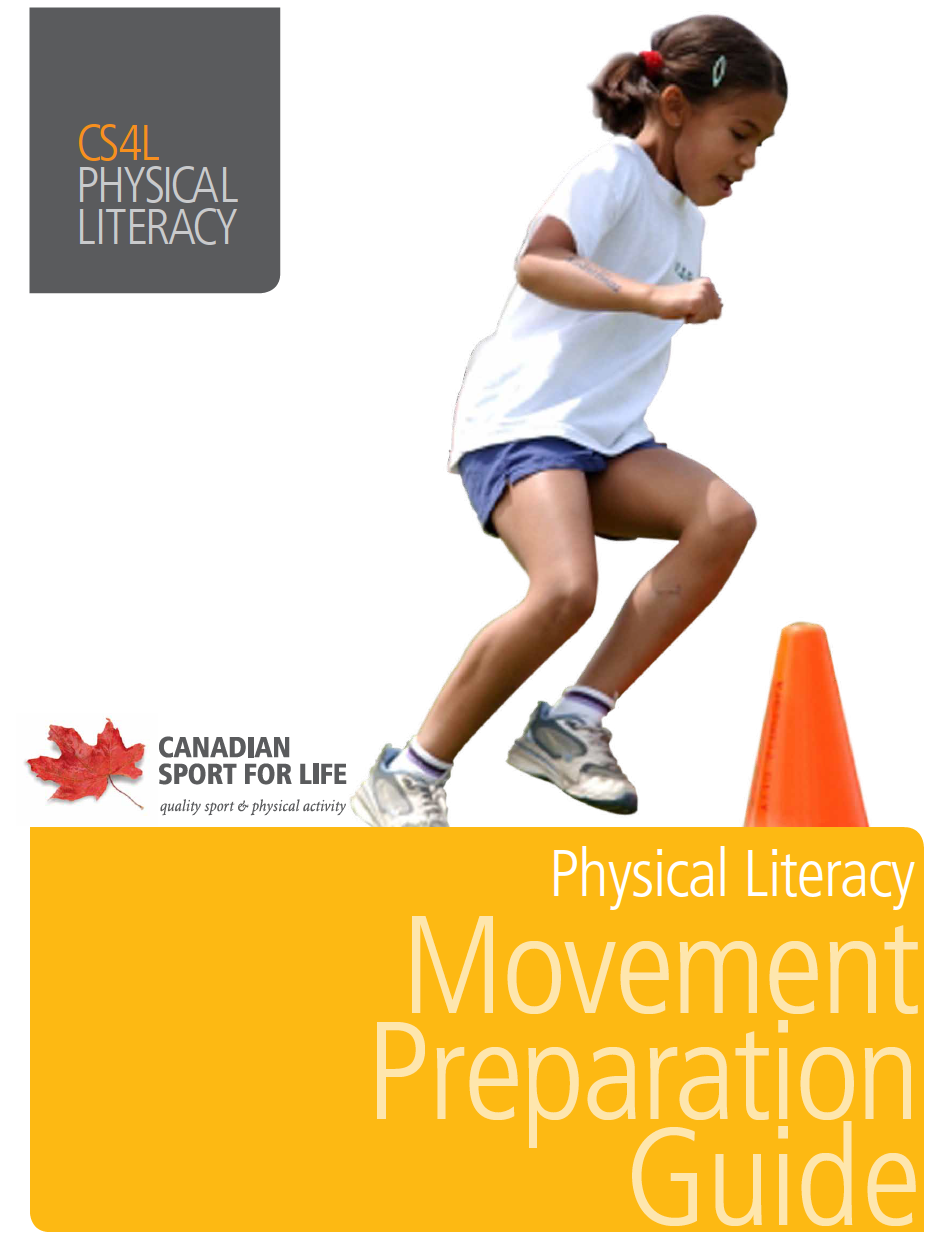 CS4L
PHYSICAL
LITERACY
CANADIAN
SPORT FOR LIFE
quality sport & physical activity
Physical Literacy
Movement
Preparation
Guide